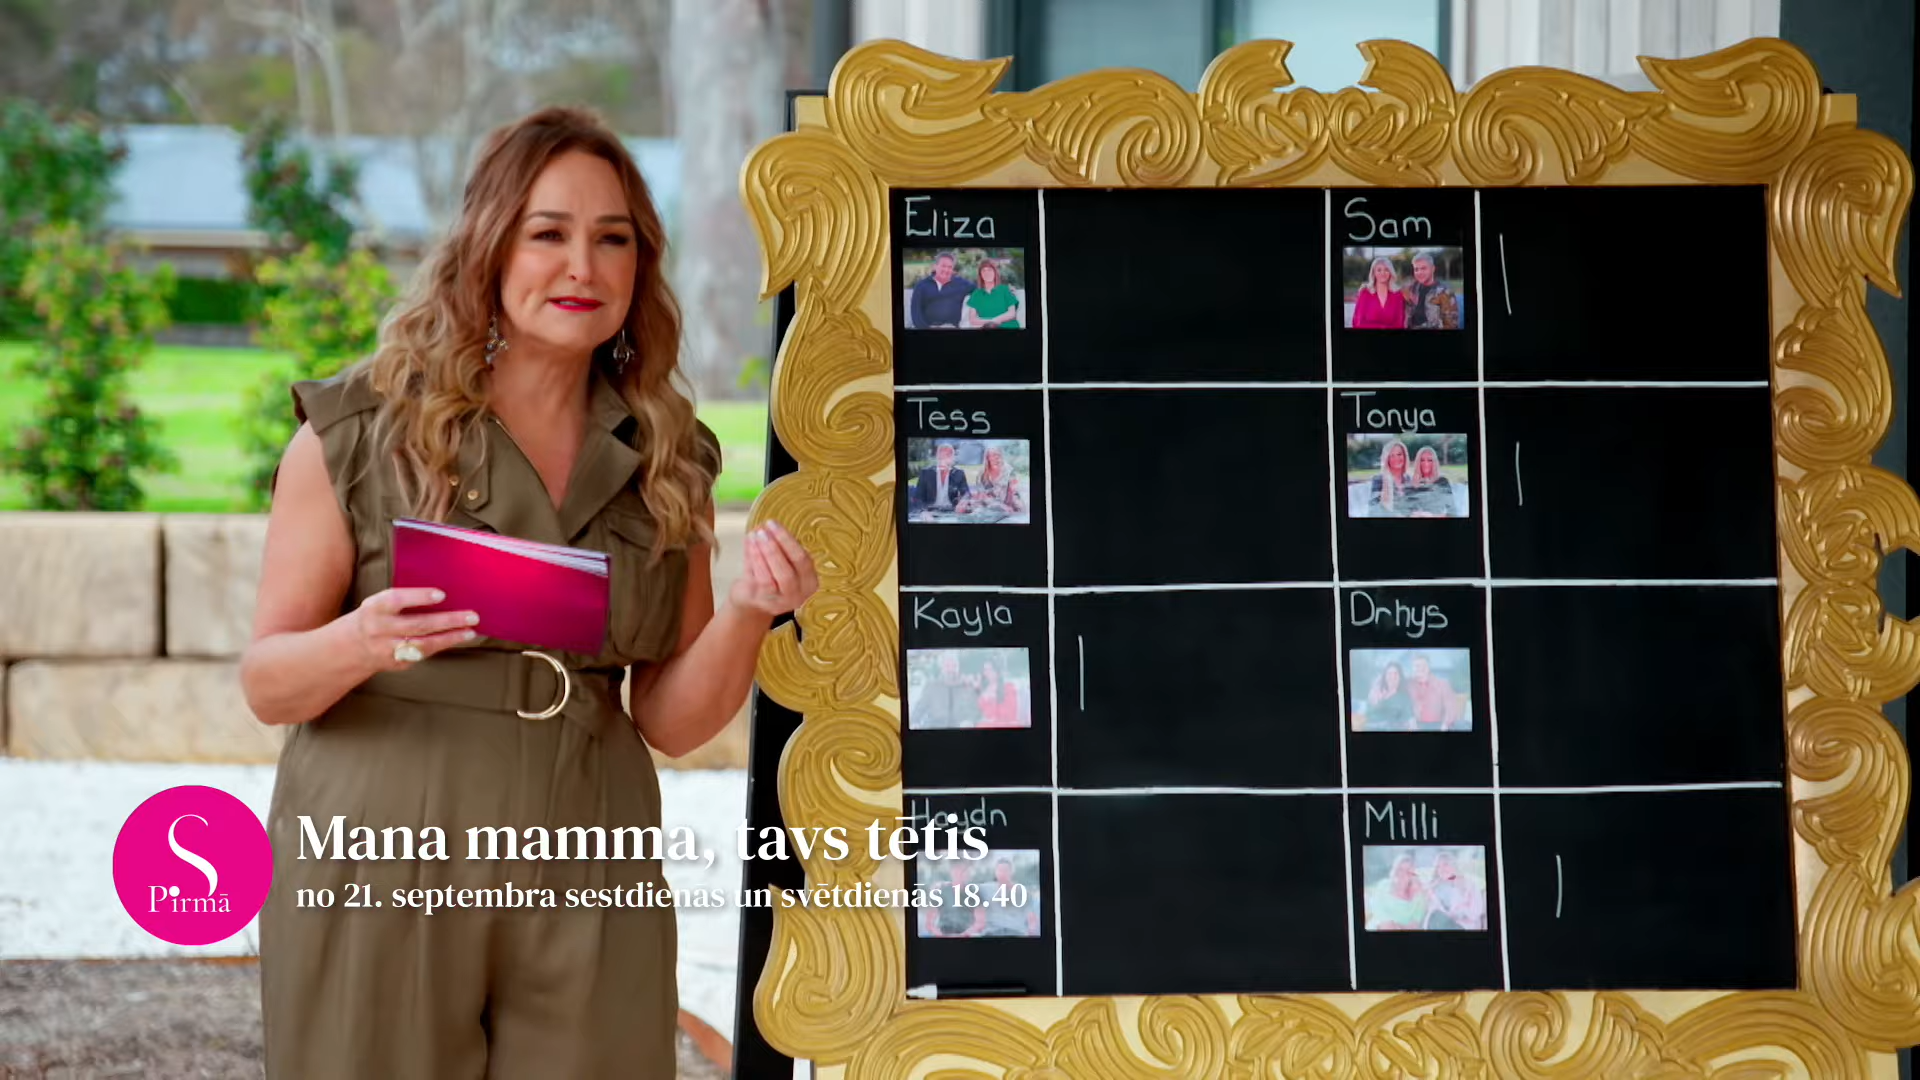 Eliza
Sam
Tess
Tonya
Kayla
Drhys
Haydn
Milli
S
Pirmā
Mana mamma, tavs tētis
no 21. septembra sestdienās un svētdienās 18.40